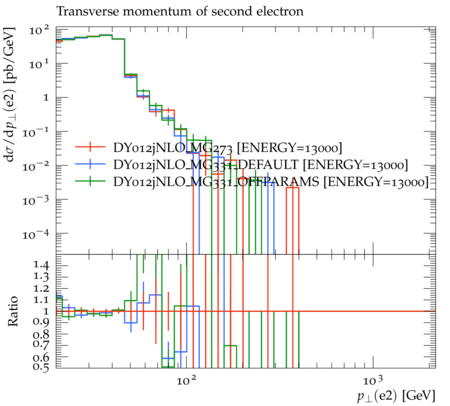 Transverse momentum of second electron
dσ/dp⊥(e2) [pb/GeV]
10²
10¹
1
10⁻¹
10⁻²
10⁻³
10⁻⁴
DY012jNLO_MG273 [ENERGY=13000]
DY012jNLO_MG331_DEFAULT [ENERGY=13000]
DY012jNLO_MG331_OFFPARAMS [ENERGY=13000]
Ratio
1.4
1.3
1.2
1.1
1
0.9
0.8
0.7
0.6
0.5
10²
10³
p⊥(e2) [GeV]